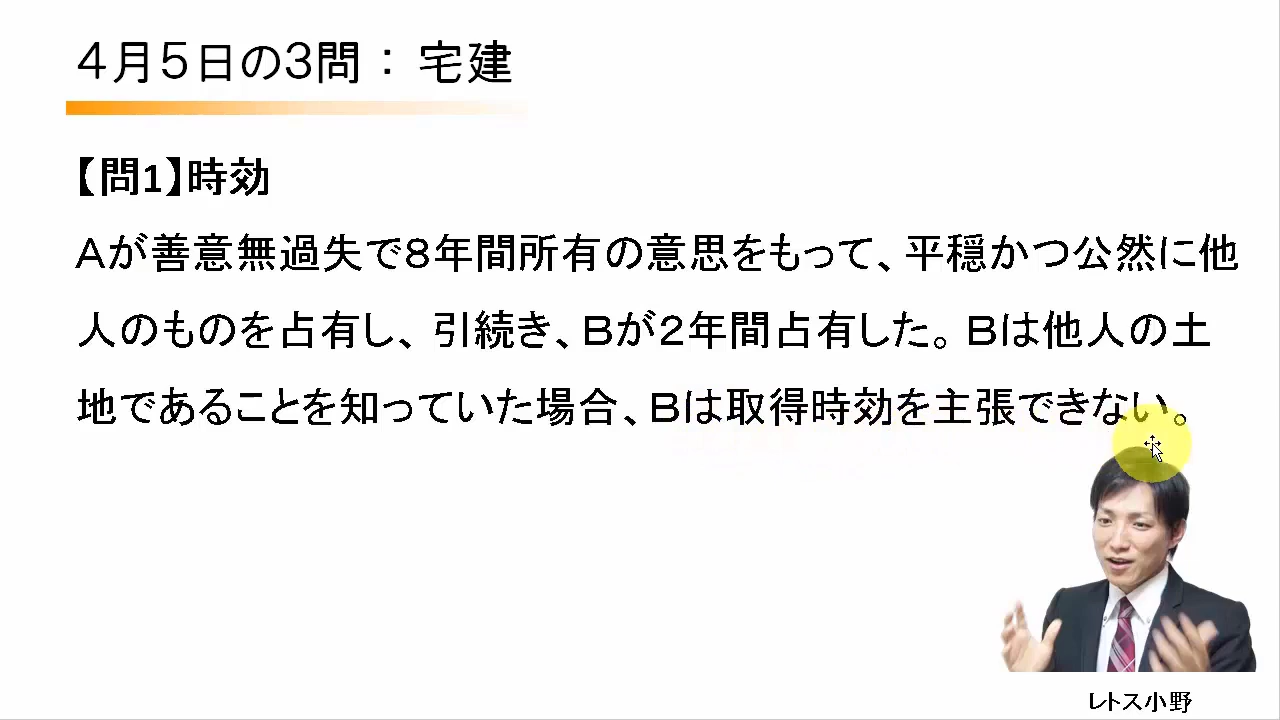 4月5日の3問：宅建
【問1】時効
Ａが善意無過失で８年間所有の意思をもって、平穏かつ公然に他
人のものを占有し、引続き、Ｂが２年間占有した。Ｂは他人の土
地であることを知っていた場合、Ｂは取得時効を主張できない。
レトス小野